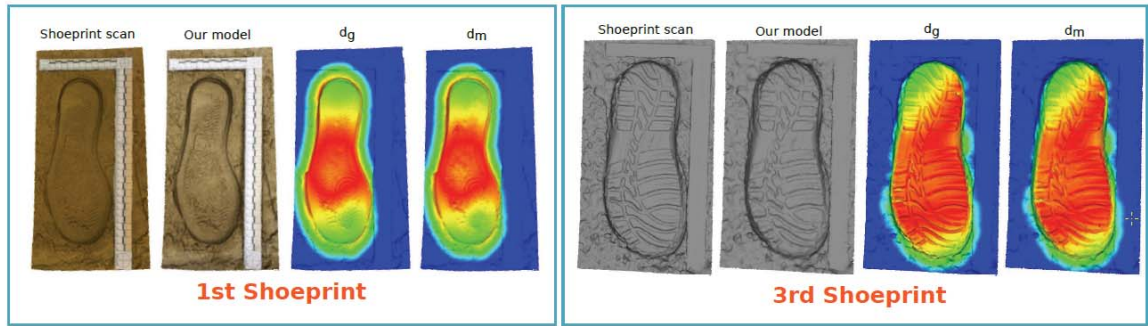 Shoeprint scan Our model dg dm
1st Shoeprint
Shoeprint scan Our model dg dm
3rd Shoeprint